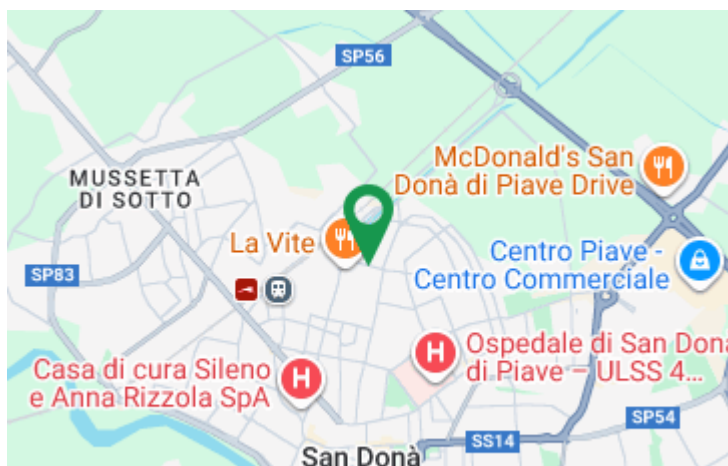 SP56
McDonald's San
Donà di Piave Drive
MUSSETTA
DI SOTTO
La Vite
Centro Piave -
Centro Commerciale
SP83
Ospedale di San Dona
di Piave – ULSS 4...
Casa di cura Sileno
e Anna Rizzola SpA
H
H
SP54
SS14
San Donà